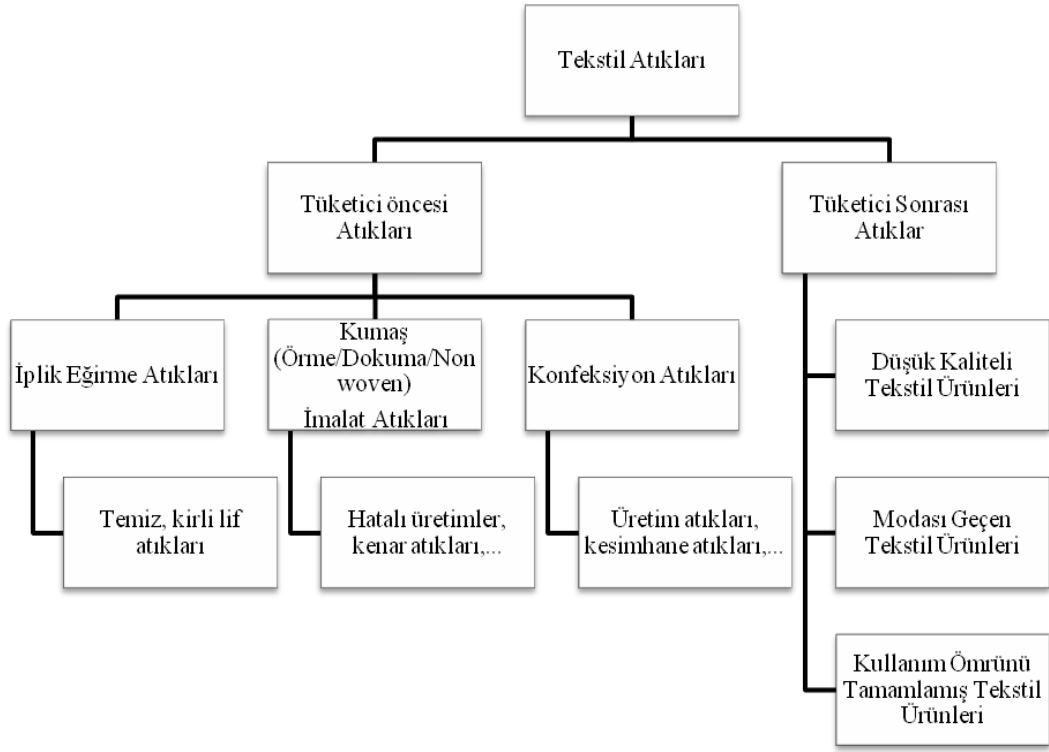 Tekstil Atıkları
Tüketici öncesi
Atıkları
Tüketici Sonrası
Atıklar
İplik Eğirme Atıkları
Kumaş
(Örme/Dokuma/Non
woven)
İmalat Atıkları
Konfeksiyon Atıkları
Temiz, kirli lif
atıkları
Hatalı üretimler,
kenar atıkları,...
Üretim atıkları,
kesimhane atıkları,...
Düşük Kaliteli
Tekstil Ürünleri
Modası Geçen
Tekstil Ürünleri
Kullanım Ömrünü
Tamamlamış Tekstil
Ürünleri